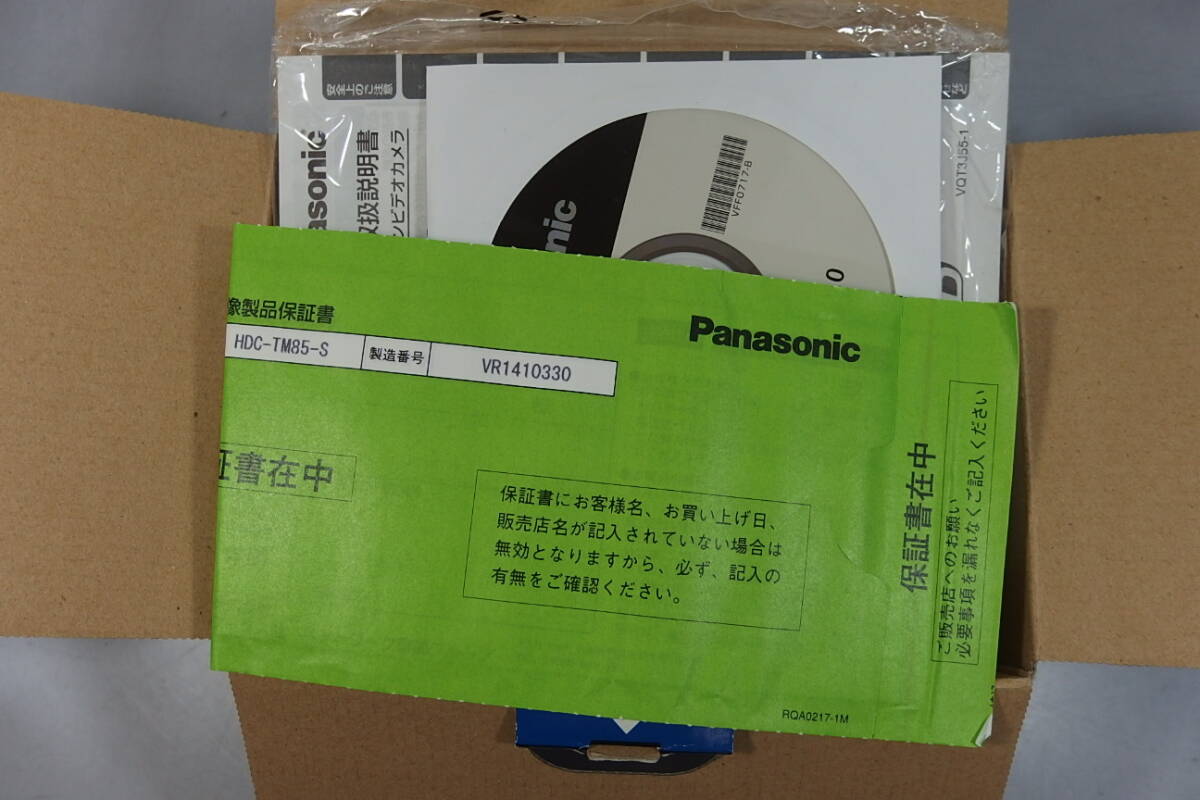 安全上のご注意
asonic
取扱説明書
ンビデオカメラ
nic
VFF0717-B
VQT3J55-1
など
像製品保証書
HDC-TM85-S
製造番号
VR1410330
Panasonic
証書在中
保証書にお客様名、お買い上げ日、
販売店名が記入されていない場合は
無効となりますから、必ず、記入の
有無をご確認ください。
保証書在中
ご販売店へのお願い
必要事項を漏れなくご記入ください
RQA0217-1M